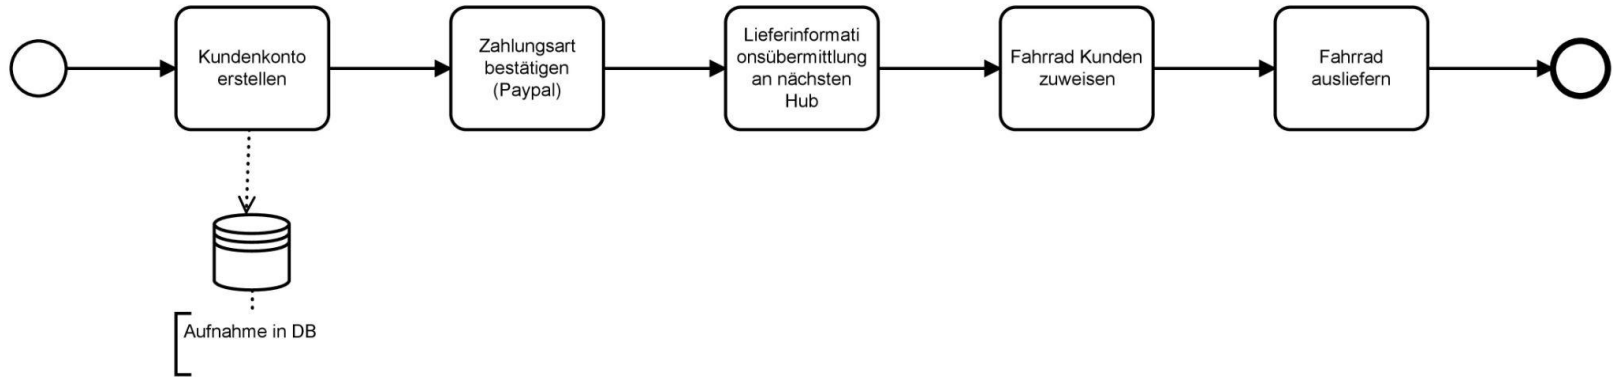 Kundenkonto
erstellen
Zahlungsart
bestätigen
(Paypal)
Lieferinformati
onsübermittlung
an nächsten
Hub
Fahrrad Kunden
zuweisen
Fahrrad
ausliefern
Aufnahme in DB